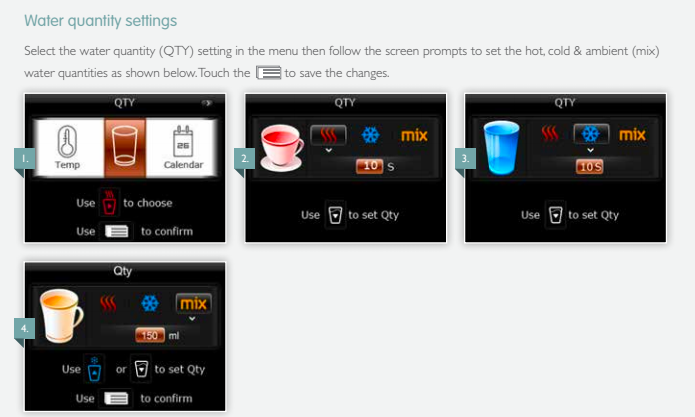 Water quantity settings
Select the water quantity (QTY) setting in the menu then follow the screen prompts to set the hot, cold & ambient (mix)
water quantities as shown below. Touch the to save the changes.
QTY
1.
Temp
26
Calendar
Use to choose
Use to confirm
QTY
2.
mix
10 S
Use to set Qty
QTY
3.
mix
10 S
Use to set Qty
Qty
4.
mix
150 ml
Use or to set Qty
Use to confirm